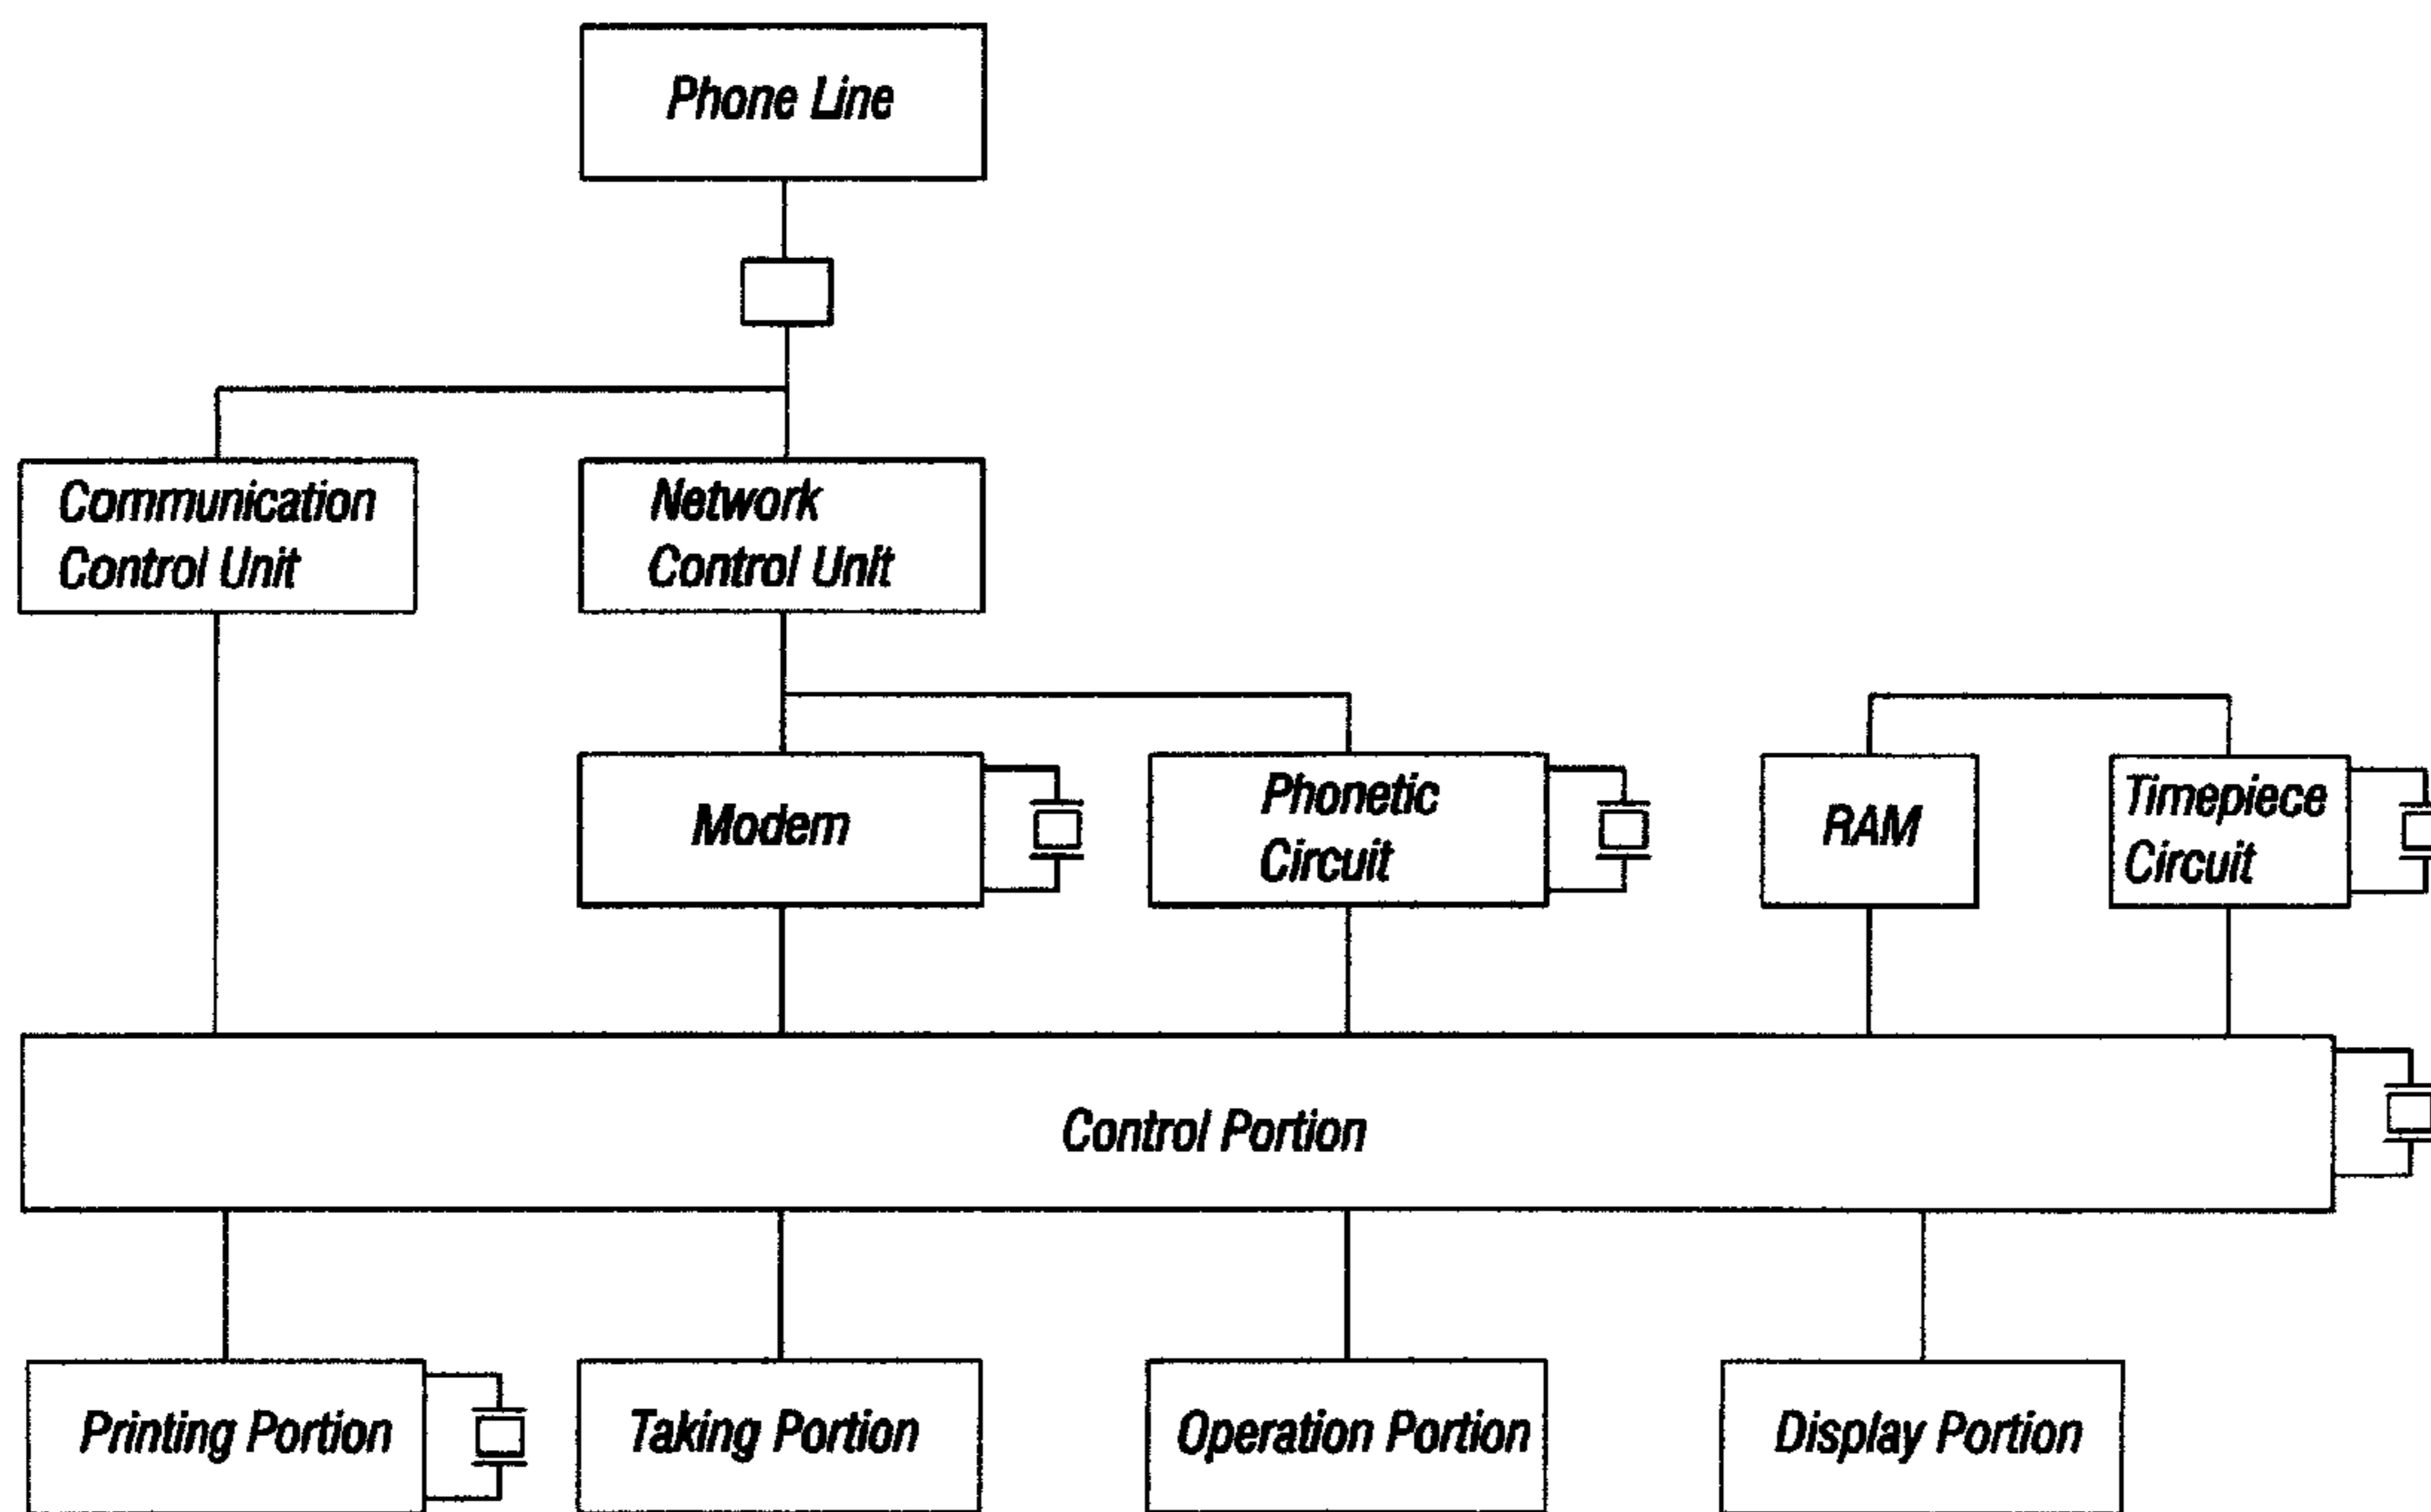 Phone Line
Communication
Control Unit
Network
Control Unit
Modem
Phonetic
Circuit
RAM
Timepiece
Circuit
Control Portion
Printing Portion
Taking Portion
Operation Portion
Display Portion